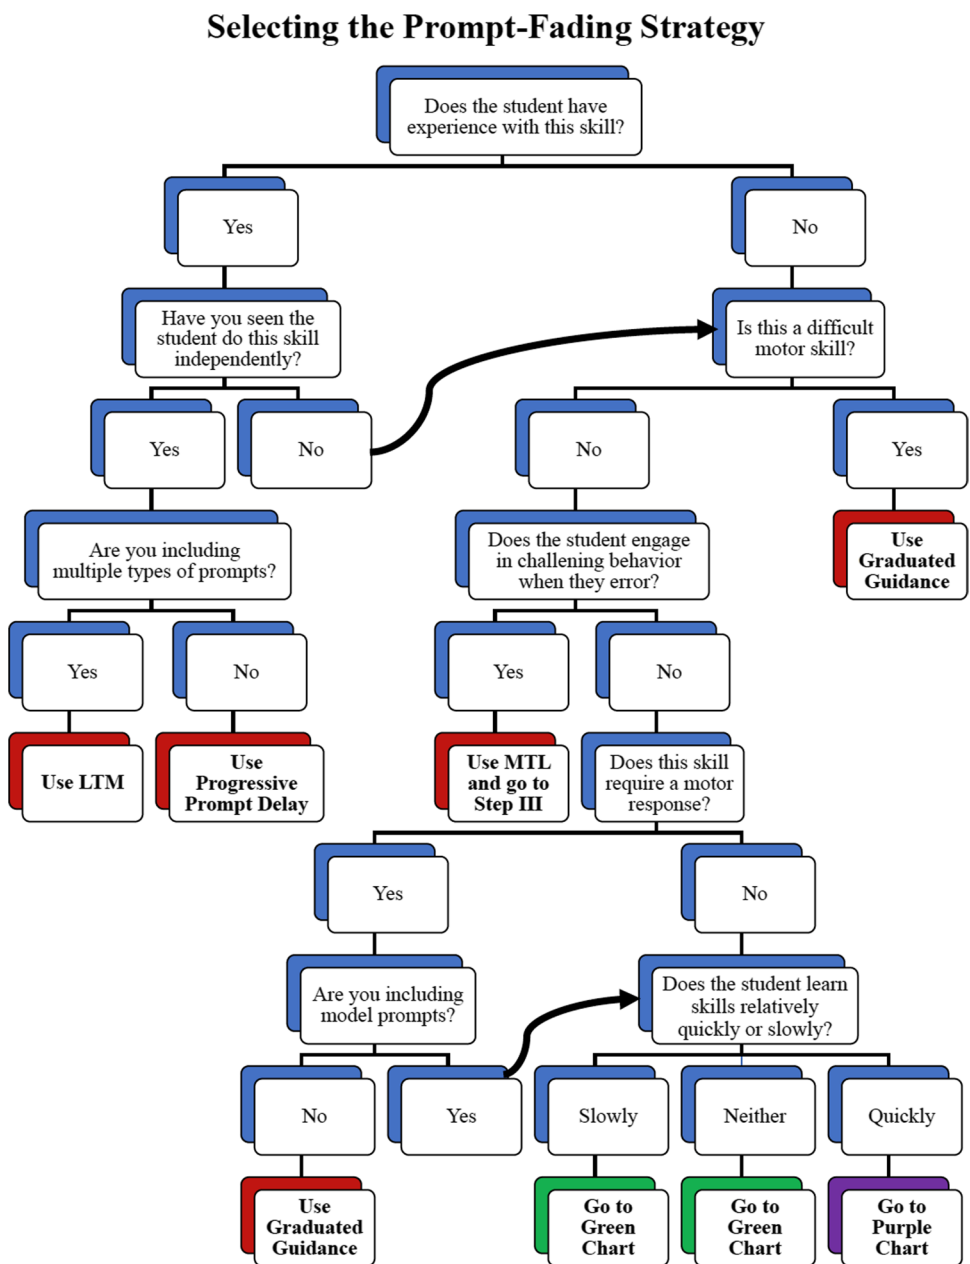 Selecting the Prompt-Fading Strategy
Does the student have
experience with this skill?
Yes
No
Have you seen the
student do this skill
independently?
Is this a difficult
motor skill?
Yes
No
No
Yes
Are you including
multiple types of prompts?
Does the student engage
in challening behavior
when they error?
Use
Graduated
Guidance
Yes
No
Yes
No
Use LTM
Use
Progressive
Prompt Delay
Use MTL
and go to
Step III
Does this skill
require a motor
response?
Yes
No
Are you including
model prompts?
Does the student learn
skills relatively
quickly or slowly?
No
Yes
Slowly
Neither
Quickly
Use
Graduated
Guidance
Go to
Green
Chart
Go to
Green
Chart
Go to
Purple
Chart